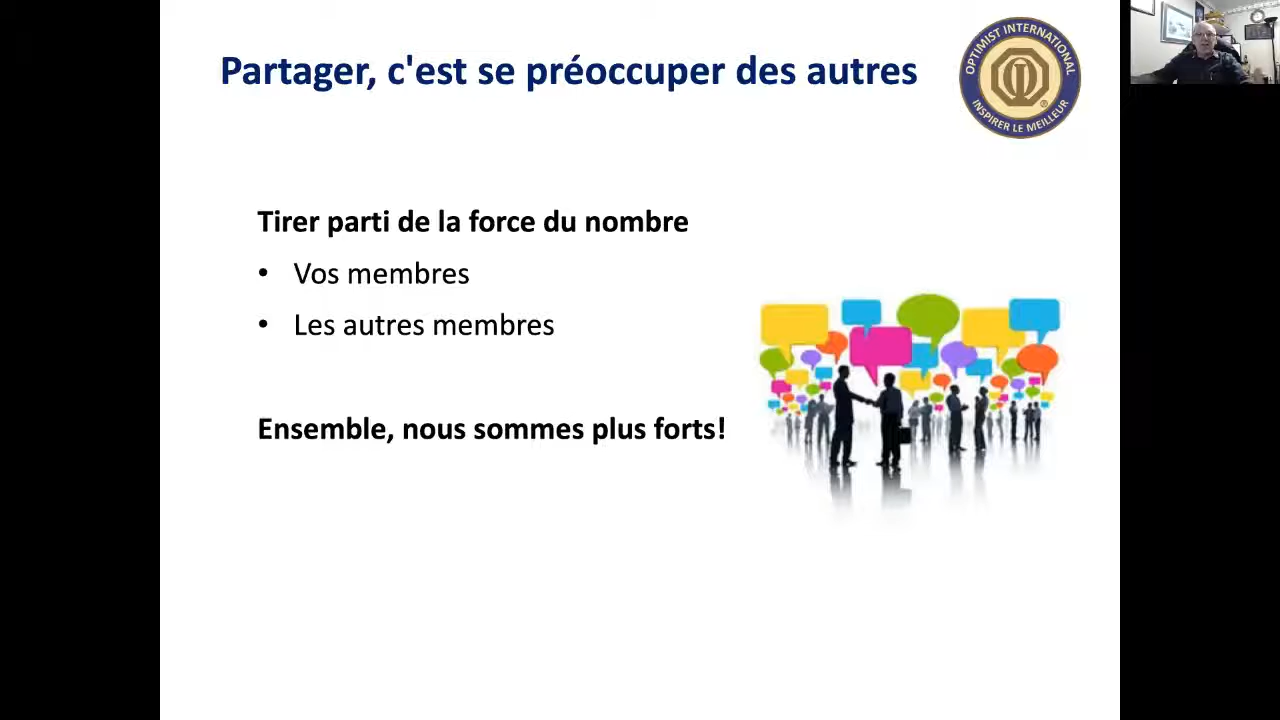 Partager, c'est se préoccuper des autres
OPTIMIST INTERNATIONAL
INSPIRER LE MEILLEUR
®
Tirer parti de la force du nombre
• Vos membres
• Les autres membres
Ensemble, nous sommes plus forts!